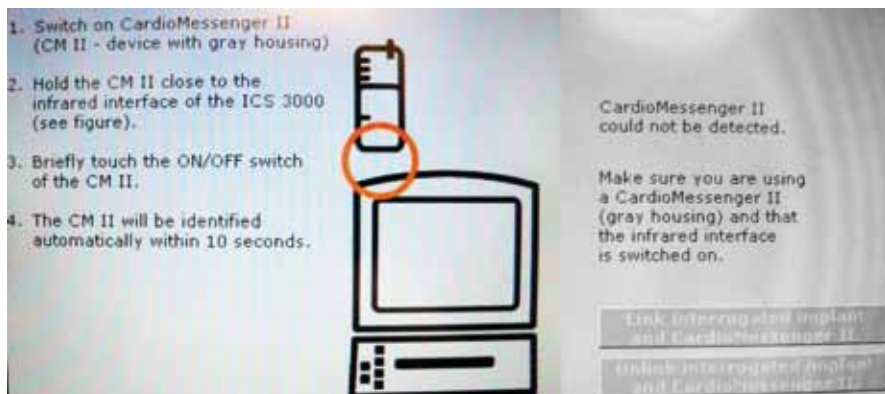 1. Switch on CardioMessenger II
(CM II - device with gray housing)
2. Hold the CM II close to the
infrared interface of the ICS 3000
(see figure).
3. Briefly touch the ON/OFF switch
of the CM II.
4. The CM II will be identified
automatically within 10 seconds.
CardioMessenger II
could not be detected.
Make sure you are using
a CardioMessenger II
(gray housing) and that
the infrared interface
is switched on.
Link interrogated implant
and CardioMessenger II
Unlink interrogated implant
and CardioMessenger II